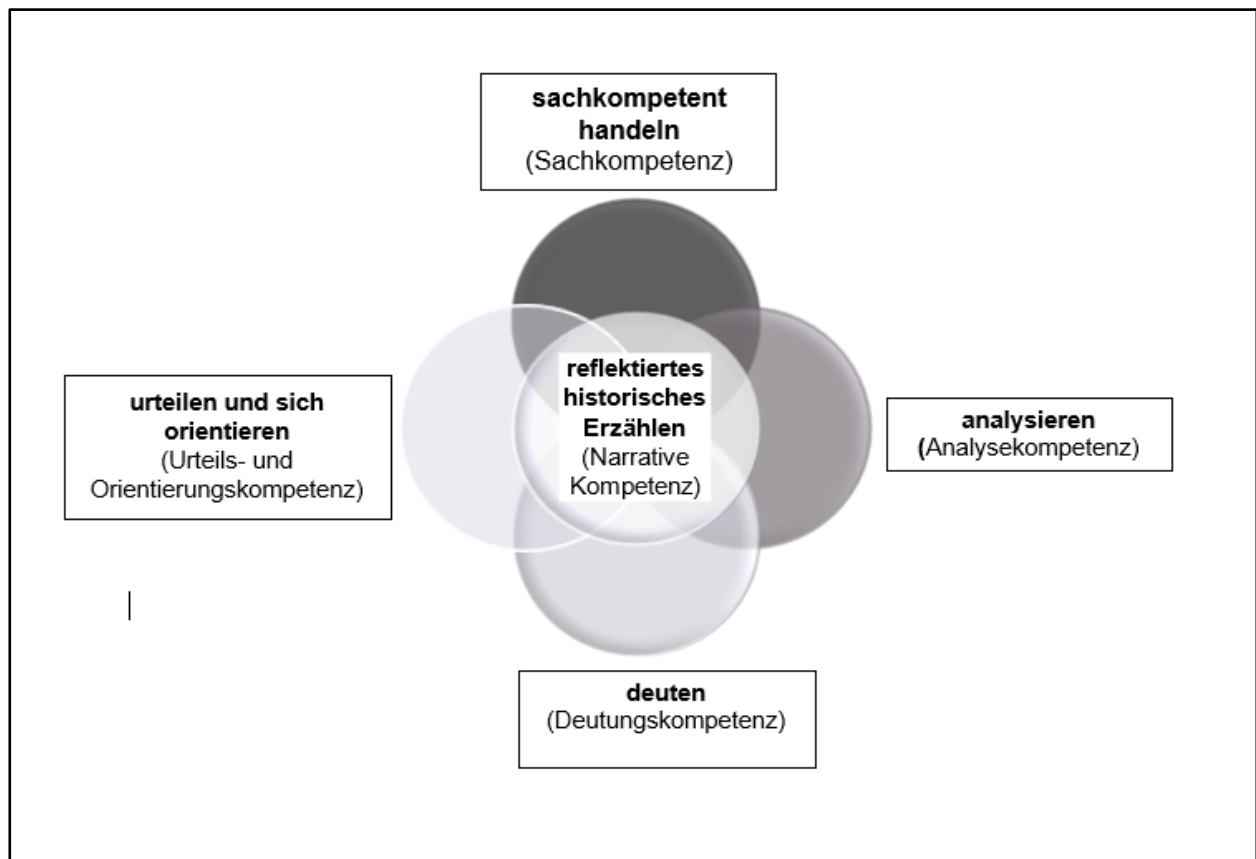 sachkompetent
handeln
(Sachkompetenz)
reflektiertes
historisches
Erzählen
(Narrative
Kompetenz)
urteilen und sich
orientieren
(Urteils- und
Orientierungskompetenz)
analysieren
(Analysekompetenz)
deuten
(Deutungskompetenz)